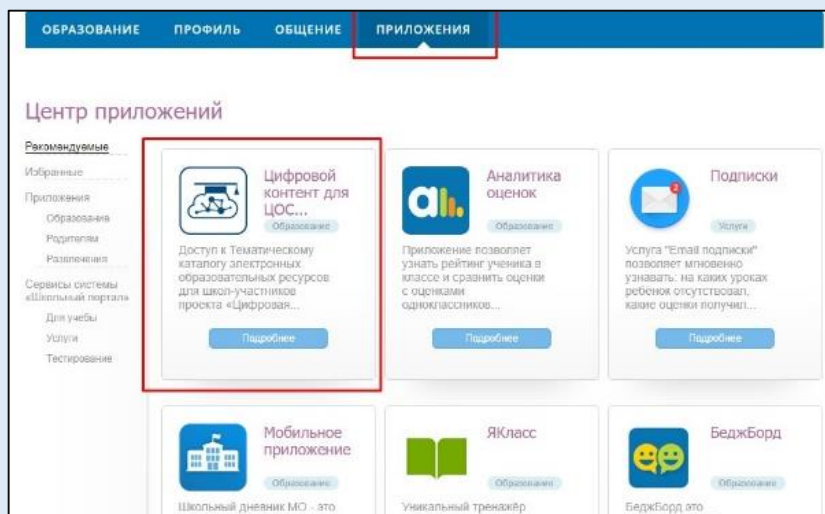 ОБРАЗОВАНИЕ ПРОФИЛЬ ОБЩЕНИЕ ПРИЛОЖЕНИЯ
Центр приложений
Рекомендуемые
Избранные
Приложения
Образование
Родителям
Развлечения
Сервисы системы
«Школьный портал»
Для учебы
Услуги
Тестирование
Цифровой
контент для
ЦОС...
Образование
Доступ к Тематическому
каталогу электронных
образовательных ресурсов
для школ-участников
проекта «Цифровая...
Подробнее
Аналитика
оценок
Образование
Приложение позволяет
узнать рейтинг ученика в
классе и сравнить оценки
с оценками
одноклассников...
Подробнее
2
Подписки
Услуги
Услуга "Email подписки"
позволяет мгновенно
узнавать: на каких уроках
ребёнок отсутствовал,
какие оценки получил...
Подробнее
Мобильное
приложение
Образование
Школьный дневник МО - это
ЯКласс
Образование
Уникальный тренажёр
БеджБорд
Образование
БеджБорд это